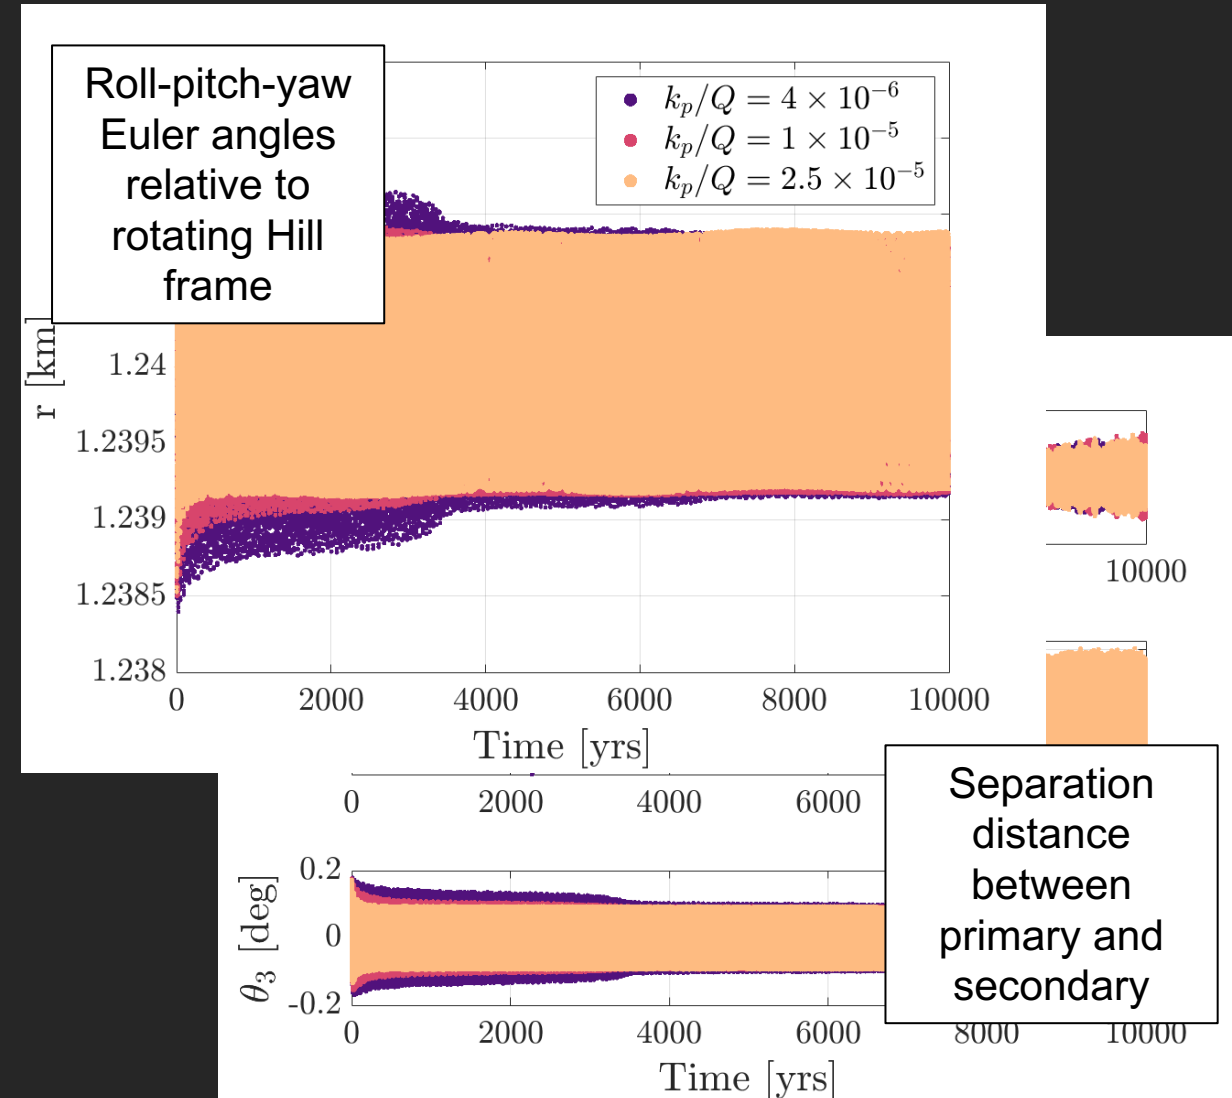 Roll-pitch-yaw
Euler angles
relative to
rotating Hill
frame
k_p/Q = 4 × 10⁻⁶
k_p/Q = 1 × 10⁻⁵
k_p/Q = 2.5 × 10⁻⁵
r [km]
1.24
1.2395
1.239
1.2385
1.238
0 2000 4000 6000 8000 10000
Time [yrs]
10000
0 2000 4000 6000
Separation
distance
between
primary and
secondary
θ₃ [deg]
0.2
0
-0.2
0 2000 4000 6000 8000 10000
Time [yrs]